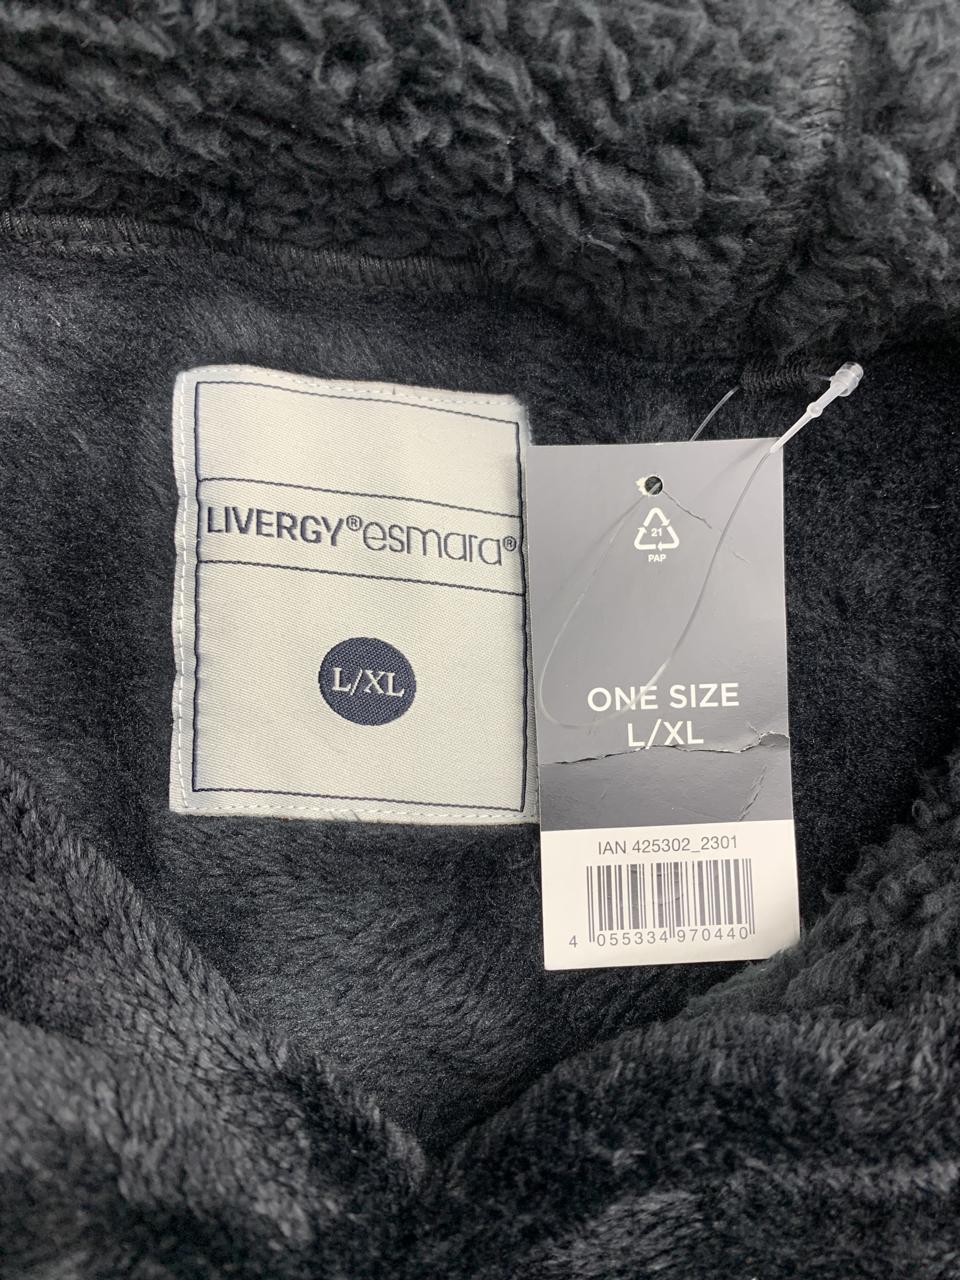 LIVERGY®esmara®
L/XL
21
PAP
ONE SIZE
L/XL
IAN 425302_2301
4 055334 970440